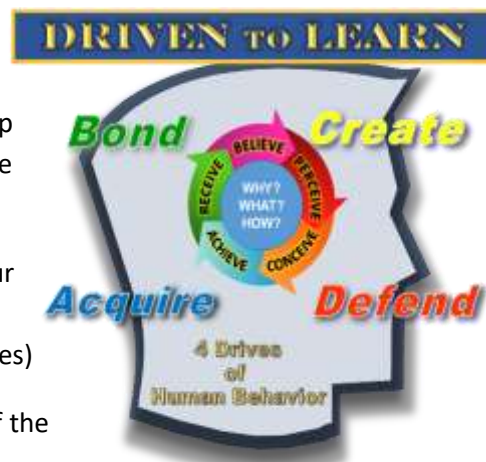 DRIVEN TO LEARN
p
Bond
Create
e
BELIEVE
PERCEIVE
CONCEIVE
ACHIEVE
RECEIVE
WHY?
WHAT?
HOW?
ur
Acquire
Defend
es)
4 Drives
of
Human Behavior
f the